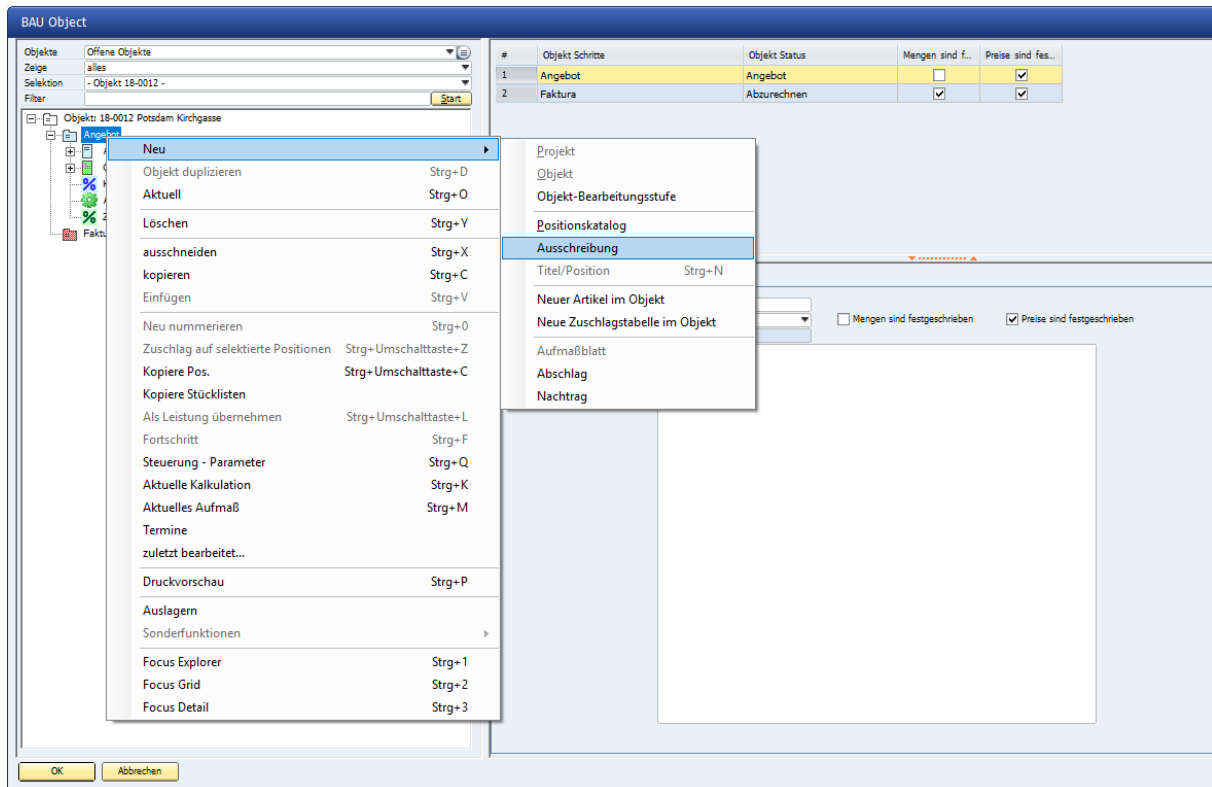 BAU Object
Objekte Offene Objekte
Zeige alles
Selektion - Objekt 18-0012 -
Filter Start
Objekt: 18-0012 Potsdam Kirchgasse
Angebot
Faktu
# Objekt Schritte Objekt Status Mengen sind f... Preise sind fes...
1 Angebot Angebot
2 Faktura Abzurechnen
Neu
Objekt duplizieren Strg+D
Aktuell Strg+O
Löschen Strg+Y
ausschneiden Strg+X
kopieren Strg+C
Einfügen Strg+V
Neu nummerieren Strg+0
Zuschlag auf selektierte Positionen Strg+Umschalttaste+Z
Kopiere Pos. Strg+Umschalttaste+C
Kopiere Stücklisten
Als Leistung übernehmen Strg+Umschalttaste+L
Fortschritt Strg+F
Steuerung - Parameter Strg+Q
Aktuelle Kalkulation Strg+K
Aktuelles Aufmaß Strg+M
Termine
zuletzt bearbeitet...
Druckvorschau Strg+P
Auslagern
Sonderfunktionen
Focus Explorer Strg+1
Focus Grid Strg+2
Focus Detail Strg+3
Projekt
Objekt
Objekt-Bearbeitungsstufe
Positionskatalog
Ausschreibung
Titel/Position Strg+N
Neuer Artikel im Objekt
Neue Zuschlagstabelle im Objekt
Aufmaßblatt
Abschlag
Nachtrag
Mengen sind festgeschrieben Preise sind festgeschrieben
OK Abbrechen